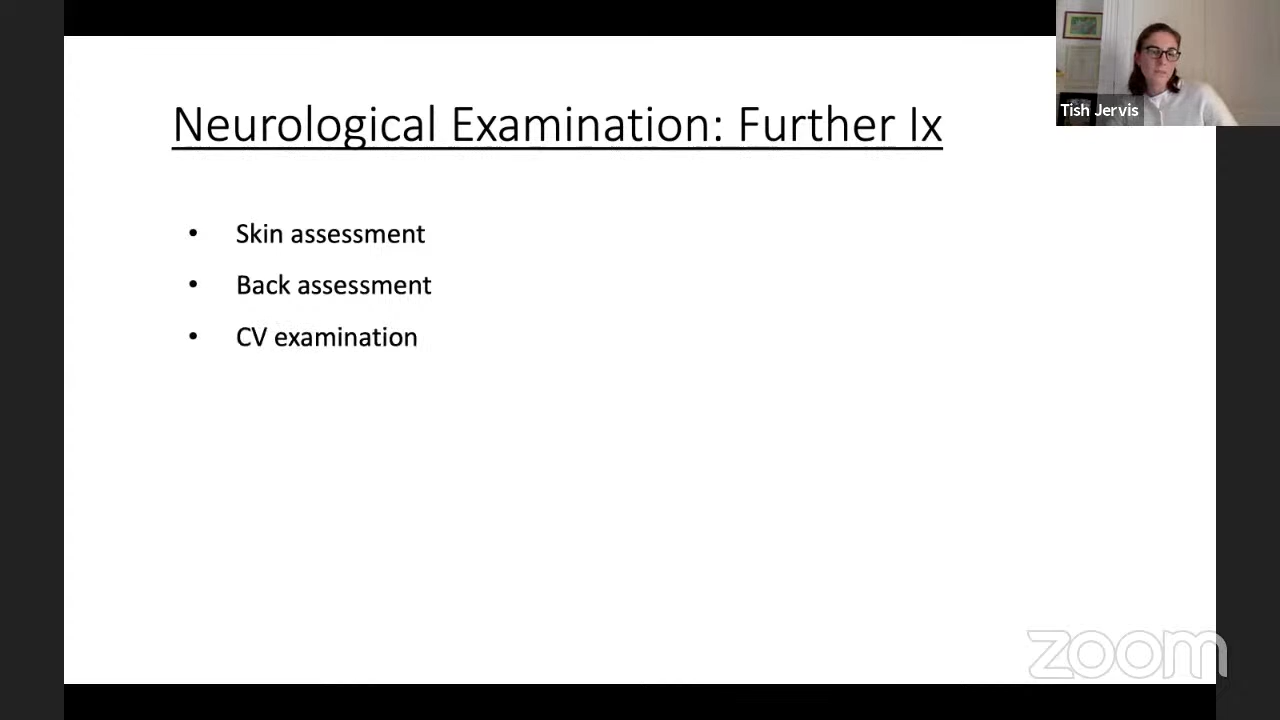 Neurological Examination: Further Ix
Tish Jervis
• Skin assessment
• Back assessment
• CV examination
zoom